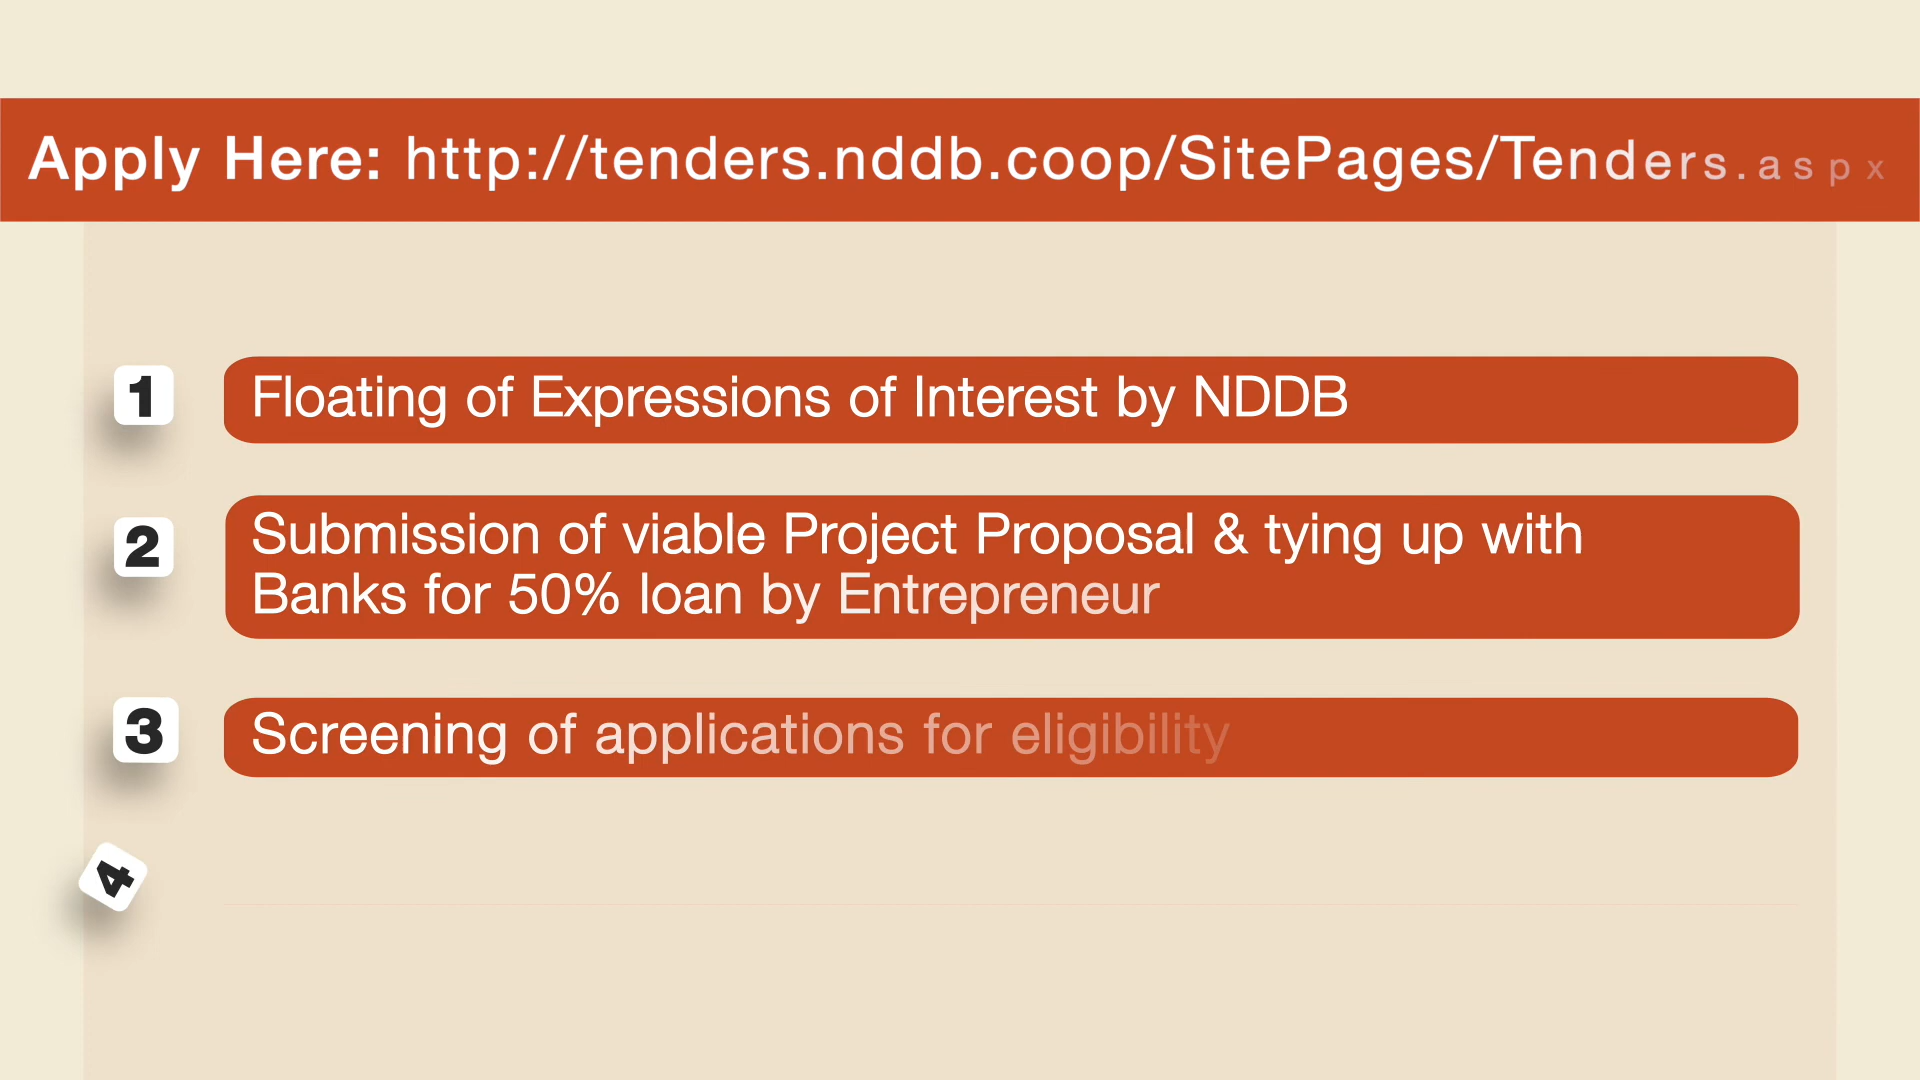 Apply Here: http://tenders.nddb.coop/SitePages/Tenders.aspx
1 Floating of Expressions of Interest by NDDB
2 Submission of viable Project Proposal & tying up with
Banks for 50% loan by Entrepreneur
3 Screening of applications for eligibility
4